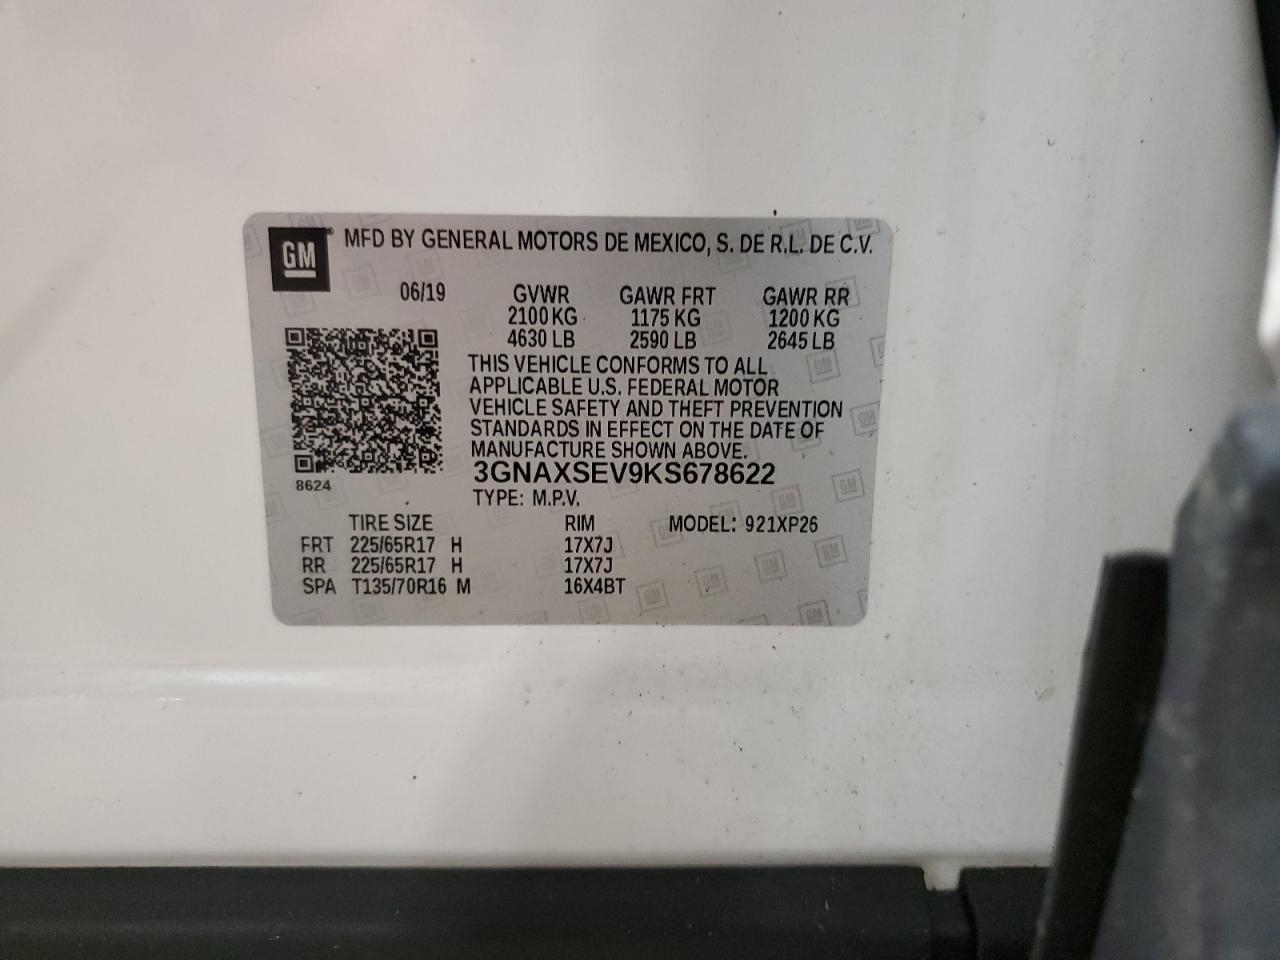 GM ® MFD BY GENERAL MOTORS DE MEXICO, S. DE R.L. DE C.V.
06/19 GVWR GAWR FRT GAWR RR
2100 KG 1175 KG 1200 KG
4630 LB 2590 LB 2645 LB
THIS VEHICLE CONFORMS TO ALL
APPLICABLE U.S. FEDERAL MOTOR
VEHICLE SAFETY AND THEFT PREVENTION
STANDARDS IN EFFECT ON THE DATE OF
MANUFACTURE SHOWN ABOVE.
3GNAXSEV9KS678622
8624
TYPE: M.P.V.
TIRE SIZE RIM MODEL: 921XP26
FRT 225/65R17 H 17X7J
RR 225/65R17 H 17X7J
SPA T135/70R16 M 16X4BT